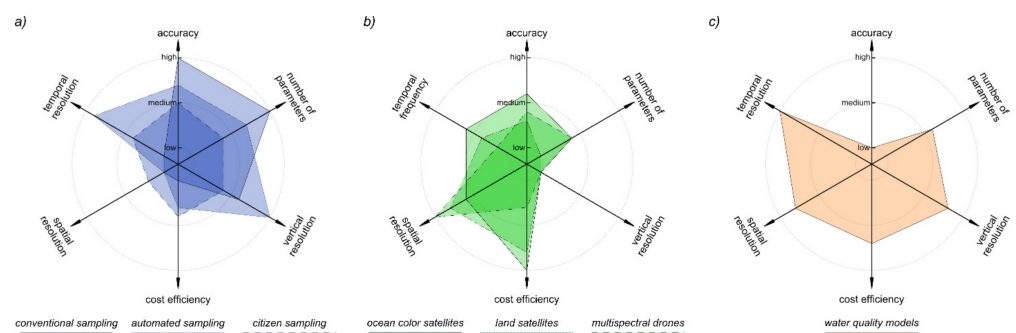 a)
accuracy
high
medium
low
number of
parameters
vertical
resolution
cost efficiency
spatial
resolution
temporal
resolution
b)
accuracy
high
medium
low
number of
parameters
vertical
resolution
cost efficiency
spatial
resolution
temporal
frequency
c)
accuracy
high
medium
low
number of
parameters
vertical
resolution
cost efficiency
spatial
resolution
temporal
resolution
conventional sampling automated sampling citizen sampling
ocean color satellites land satellites multispectral drones
water quality models